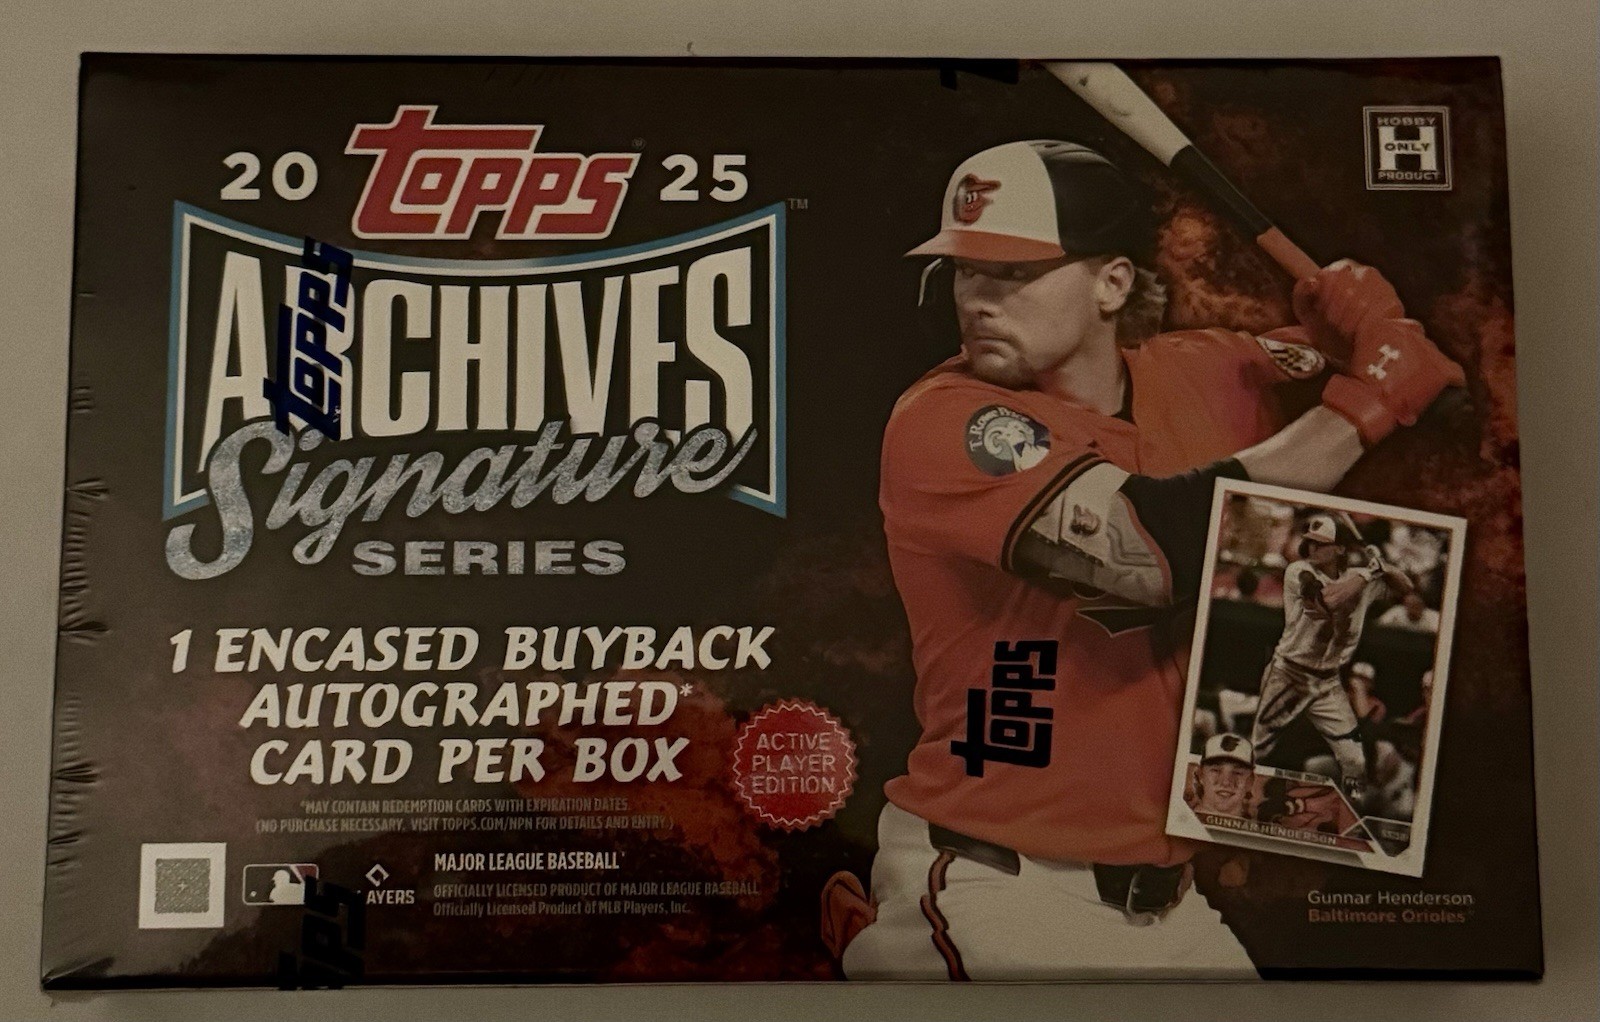 20 topps 25
ARCHIVES
Signature
SERIES
1 ENCASED BUYBACK
AUTOGRAPHED*
CARD PER BOX
*MAY CONTAIN REDEMPTION CARDS WITH EXPIRATION DATES.
(NO PURCHASE NECESSARY. VISIT TOPPS.COM/NPN FOR DETAILS AND ENTRY.)
ACTIVE
PLAYER
EDITION
AYERS
MAJOR LEAGUE BASEBALL
OFFICIALLY LICENSED PRODUCT OF MAJOR LEAGUE BASEBALL
Officially Licensed Product of MLB Players, Inc.
HOBBY
H
ONLY
PRODUCT
GUNNAR HENDERSON
Gunnar Henderson
Baltimore Orioles
topps
topps
topps